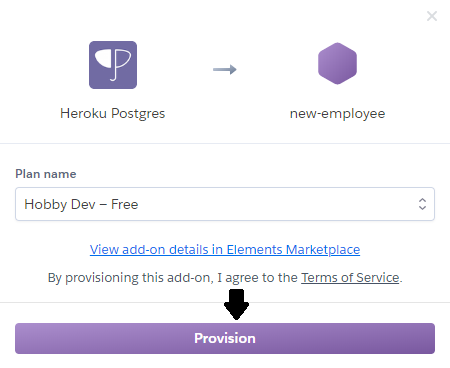 Heroku Postgres
new-employee
Plan name
Hobby Dev – Free
View add-on details in Elements Marketplace
By provisioning this add-on, I agree to the Terms of Service.
Provision